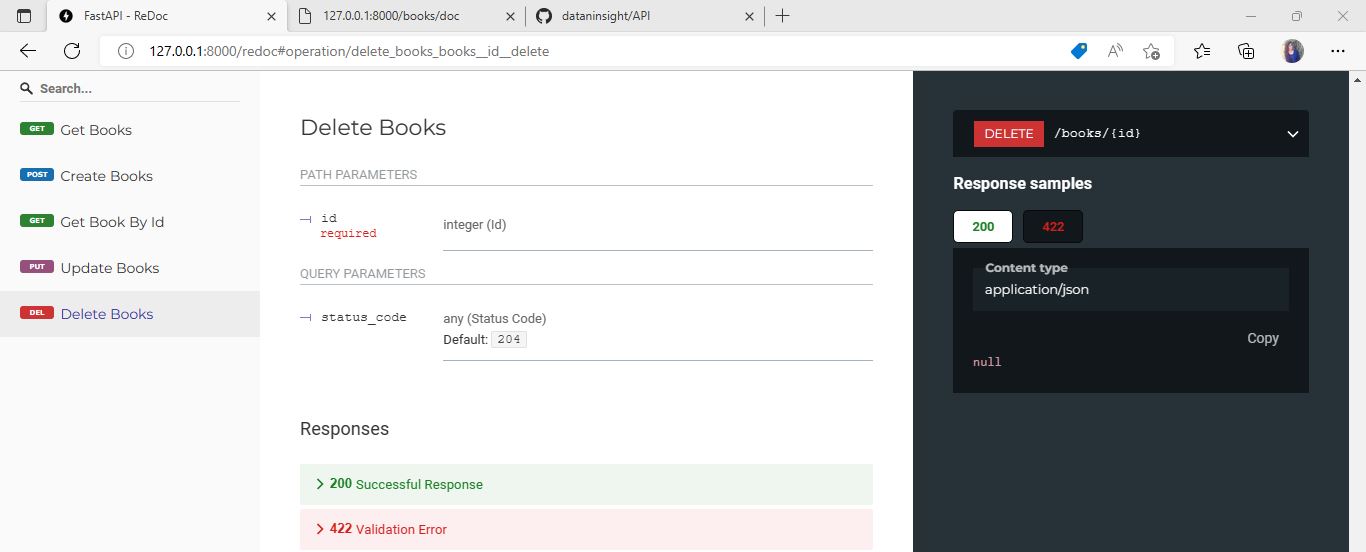 FastAPI - ReDoc
127.0.0.1:8000/books/doc
dataninsight/API
127.0.0.1:8000/redoc#operation/delete_books_books__id__delete
Search...
GET Get Books
POST Create Books
GET Get Book By Id
PUT Update Books
DEL Delete Books
Delete Books
PATH PARAMETERS
id
required
integer (Id)
QUERY PARAMETERS
status_code
any (Status Code)
Default: 204
Responses
200 Successful Response
422 Validation Error
DELETE /books/{id}
Response samples
200 422
Content type
application/json
Copy
null